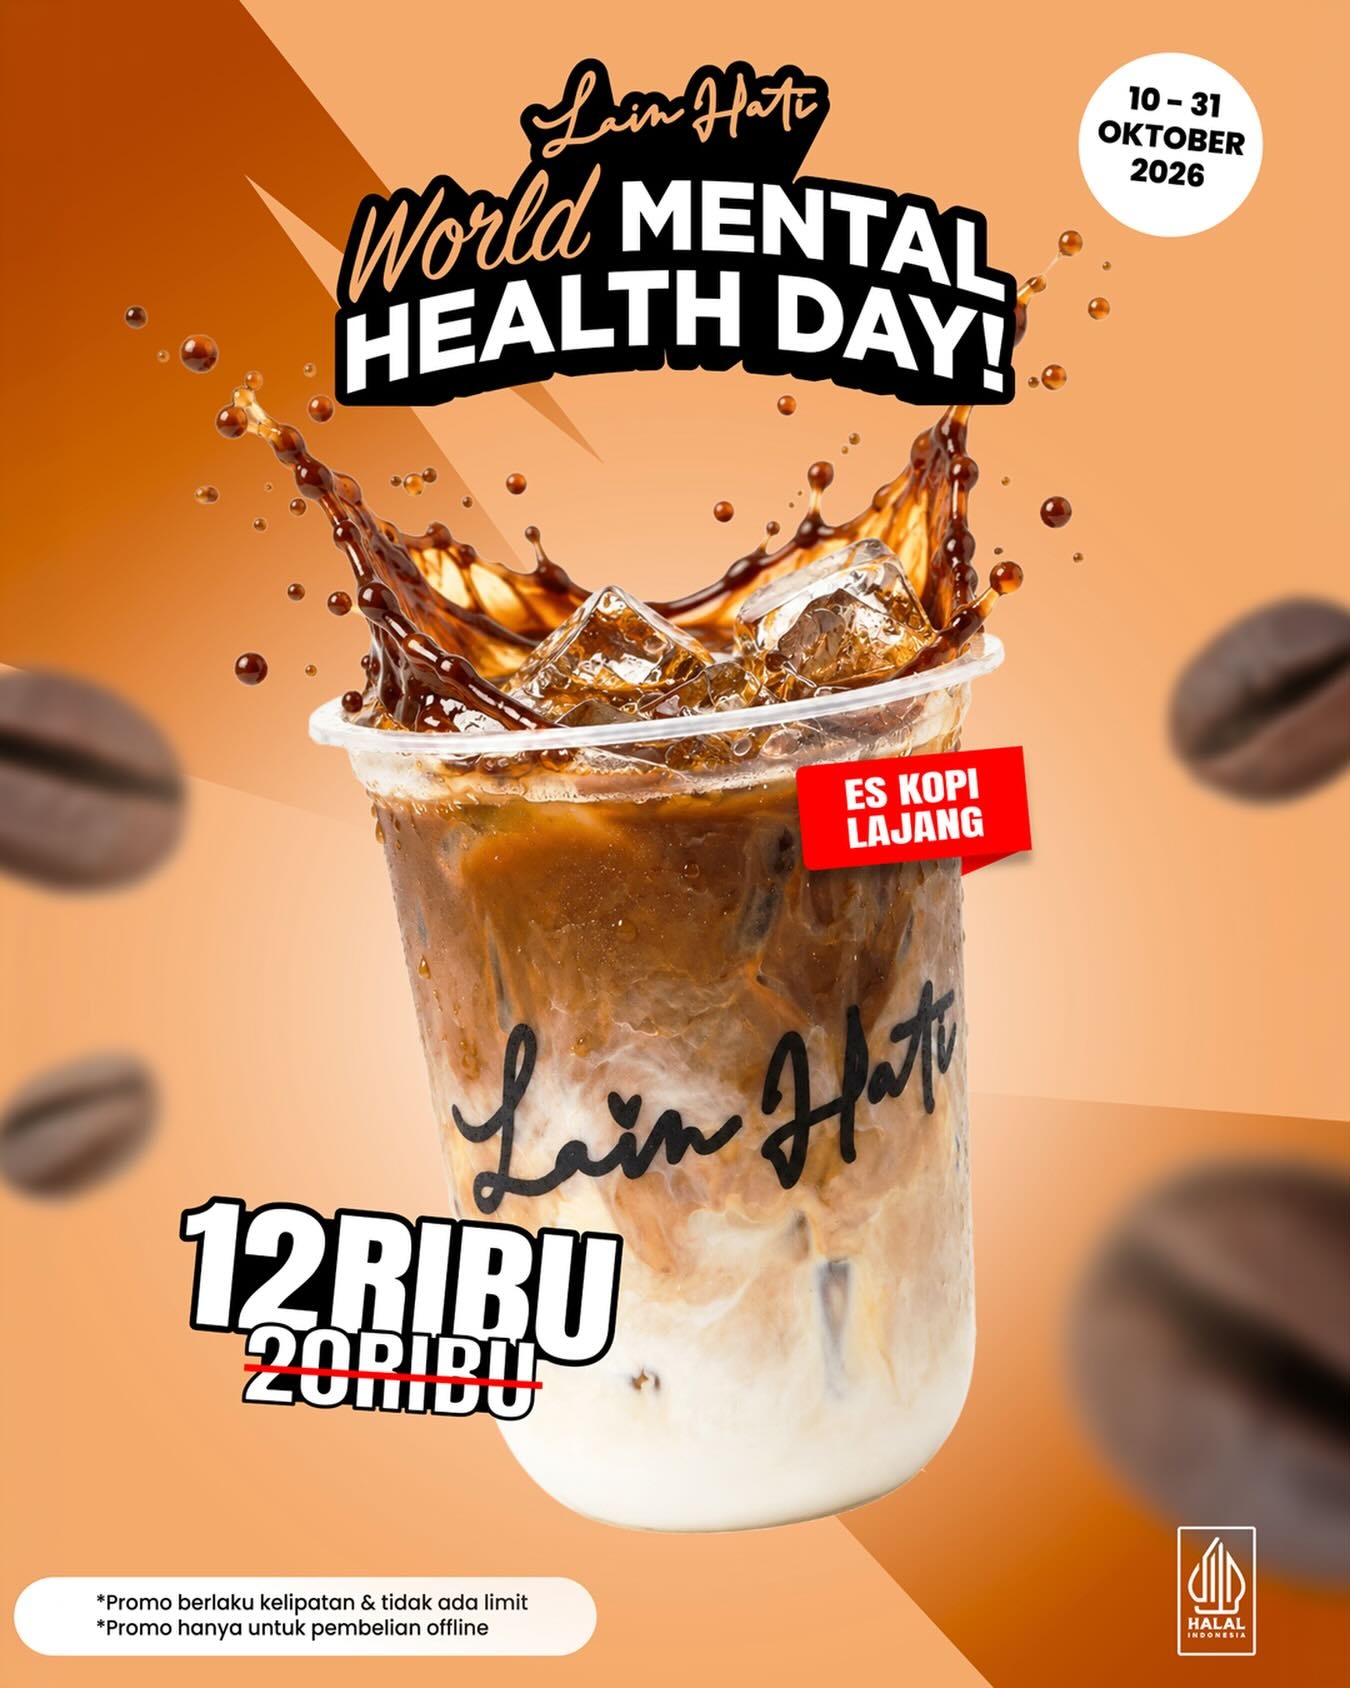 Lain Hati
World MENTAL
HEALTH DAY!
10 - 31
OKTOBER
2026
ES KOPI
LAJANG
Lain Hati
12RIBU
20RIBU
*Promo berlaku kelipatan & tidak ada limit
*Promo hanya untuk pembelian offline
HALAL
INDONESIA